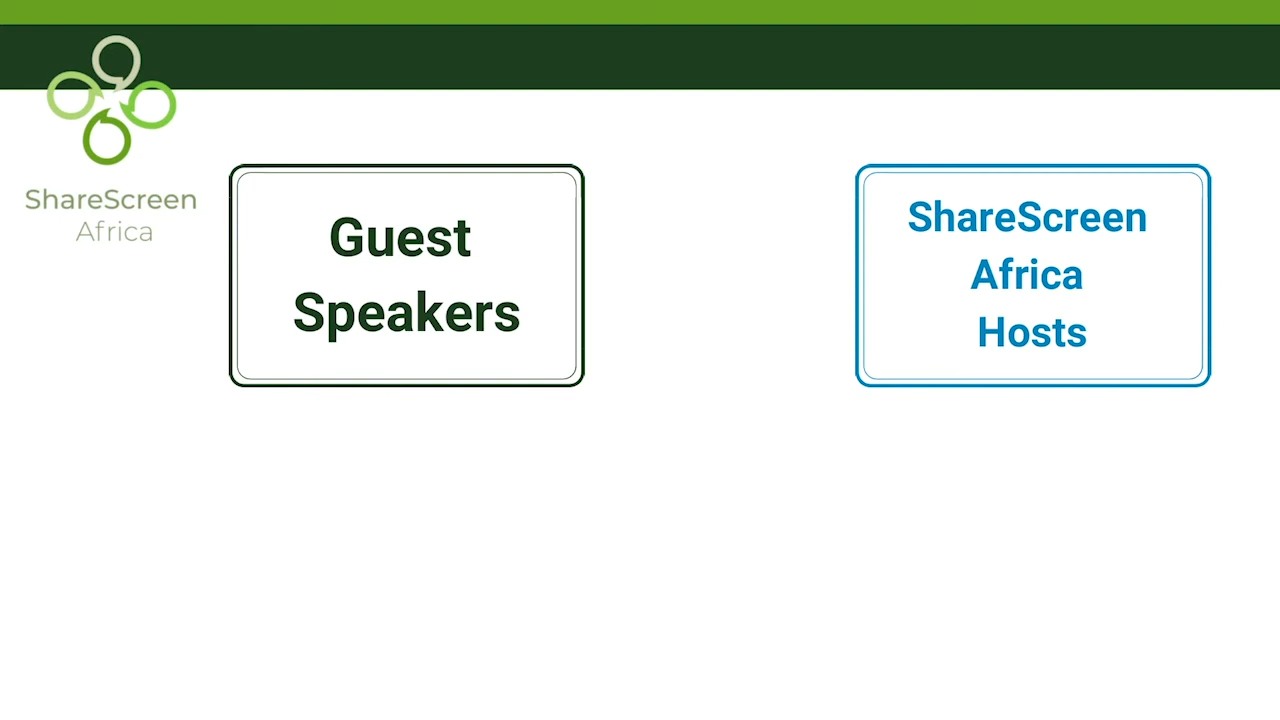 ShareScreen
Africa
Guest
Speakers
ShareScreen
Africa
Hosts